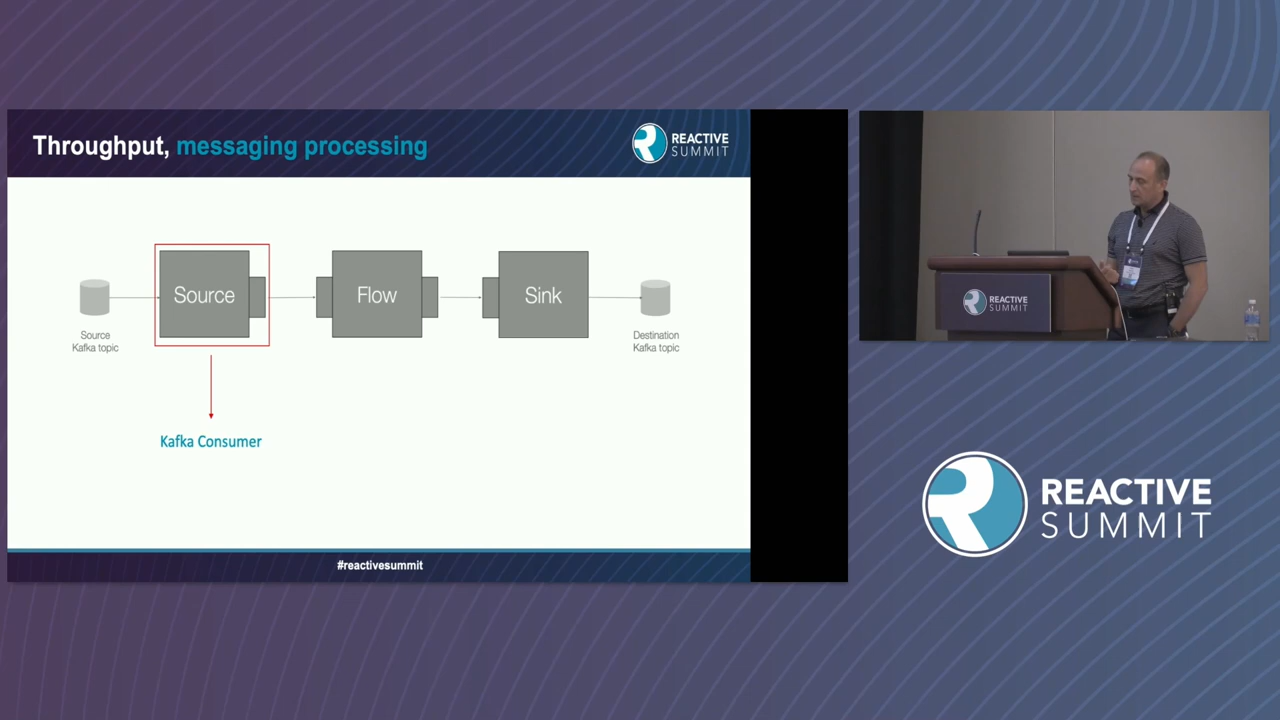 Throughput, messaging processing
REACTIVE
SUMMIT
Source
Flow
Sink
Source
Kafka topic
Destination
Kafka topic
Kafka Consumer
#reactivesummit
REACTIVE
SUMMIT
REACTIVE
SUMMIT